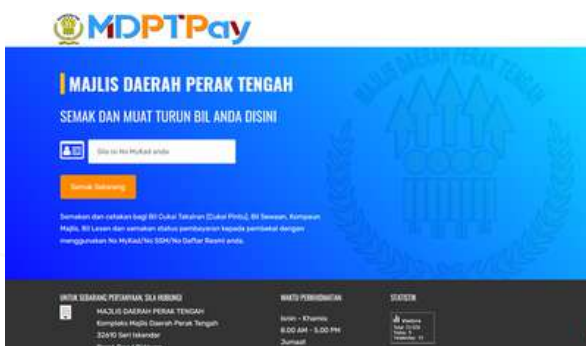 MDPTPay
MAJLIS DAERAH PERAK TENGAH
SEMAK DAN MUAT TURUN BIL ANDA DISINI
Sila isi No MyKad anda
Semak Sekarang
Semakan dan cetakan bagi Bil Cukai Taksiran (Cukai Pintu), Bil Sewaan, Kompaun
Majlis, Bil Lesen dan semakan status pembayaran kepada pembekal dengan
menggunakan No MyKad/No SSM/No Daftar Resmi anda.
UNTUK SEBARANG PERTANYAAN, SILA HUBUNGI
MAJLIS DAERAH PERAK TENGAH
Kompleks Majlis Daerah Perak Tengah
32610 Seri Iskandar
WAKTU PERKHIDMATAN
Isnin - Khamis
8.00 AM - 5.00 PM
Jumaat
STATISTIK